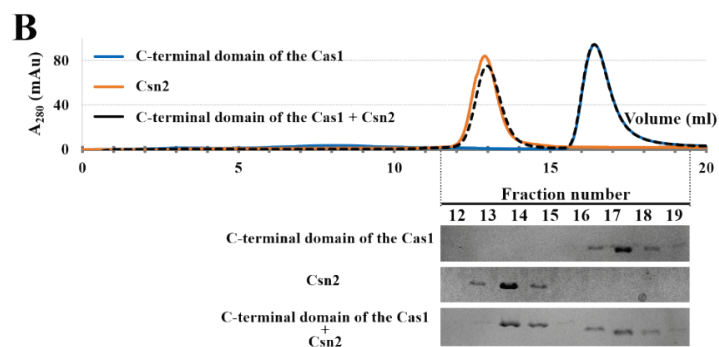 B
A280 (mAu)
80
40
0
C-terminal domain of the Cas1
Csn2
C-terminal domain of the Cas1 + Csn2
Volume (ml)
0 5 10 15 20
Fraction number
12 13 14 15 16 17 18 19
C-terminal domain of the Cas1
Csn2
C-terminal domain of the Cas1
+
Csn2